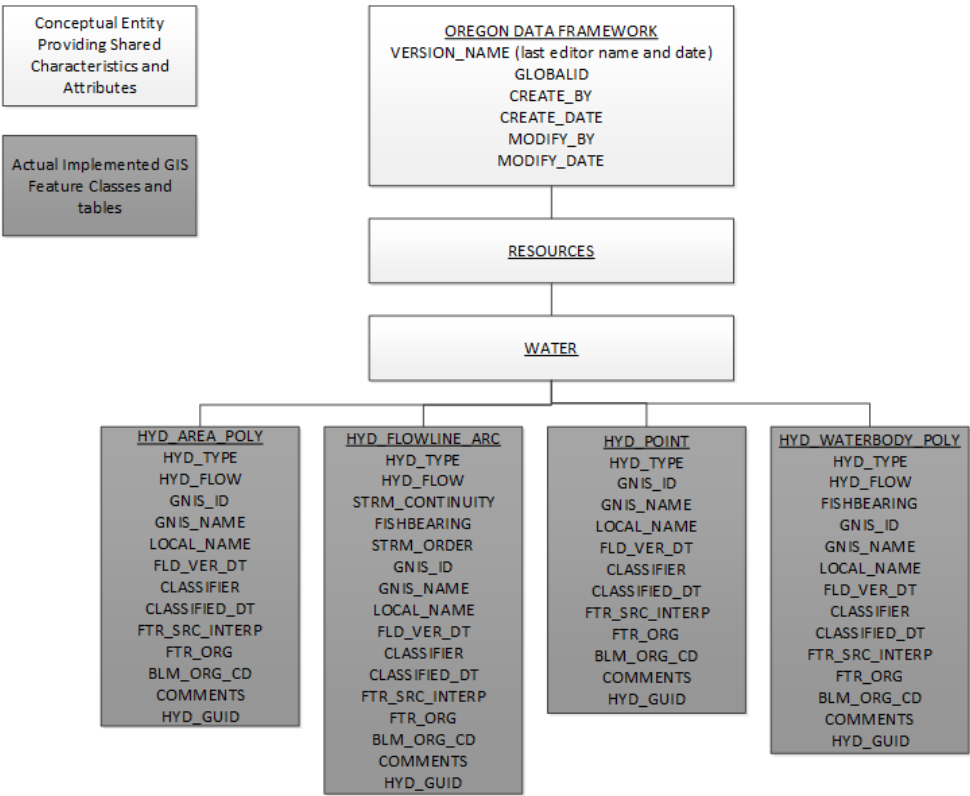 Conceptual Entity
Providing Shared
Characteristics and
Attributes
Actual Implemented GIS
Feature Classes and
tables
OREGON DATA FRAMEWORK
VERSION_NAME (last editor name and date)
GLOBALID
CREATE_BY
CREATE_DATE
MODIFY_BY
MODIFY_DATE
RESOURCES
WATER
HYD_AREA_POLY
HYD_TYPE
HYD_FLOW
GNIS_ID
GNIS_NAME
LOCAL_NAME
FLD_VER_DT
CLASSIFIER
CLASSIFIED_DT
FTR_SRC_INTERP
FTR_ORG
BLM_ORG_CD
COMMENTS
HYD_GUID
HYD_FLOWLINE_ARC
HYD_TYPE
HYD_FLOW
STRM_CONTINUITY
FISHBEARING
STRM_ORDER
GNIS_ID
GNIS_NAME
LOCAL_NAME
FLD_VER_DT
CLASSIFIER
CLASSIFIED_DT
FTR_SRC_INTERP
FTR_ORG
BLM_ORG_CD
COMMENTS
HYD_GUID
HYD_POINT
HYD_TYPE
GNIS_ID
GNIS_NAME
LOCAL_NAME
FLD_VER_DT
CLASSIFIER
CLASSIFIED_DT
FTR_SRC_INTERP
FTR_ORG
BLM_ORG_CD
COMMENTS
HYD_GUID
HYD_WATERBODY_POLY
HYD_TYPE
HYD_FLOW
FISHBEARING
GNIS_ID
GNIS_NAME
LOCAL_NAME
FLD_VER_DT
CLASSIFIER
CLASSIFIED_DT
FTR_SRC_INTERP
FTR_ORG
BLM_ORG_CD
COMMENTS
HYD_GUID